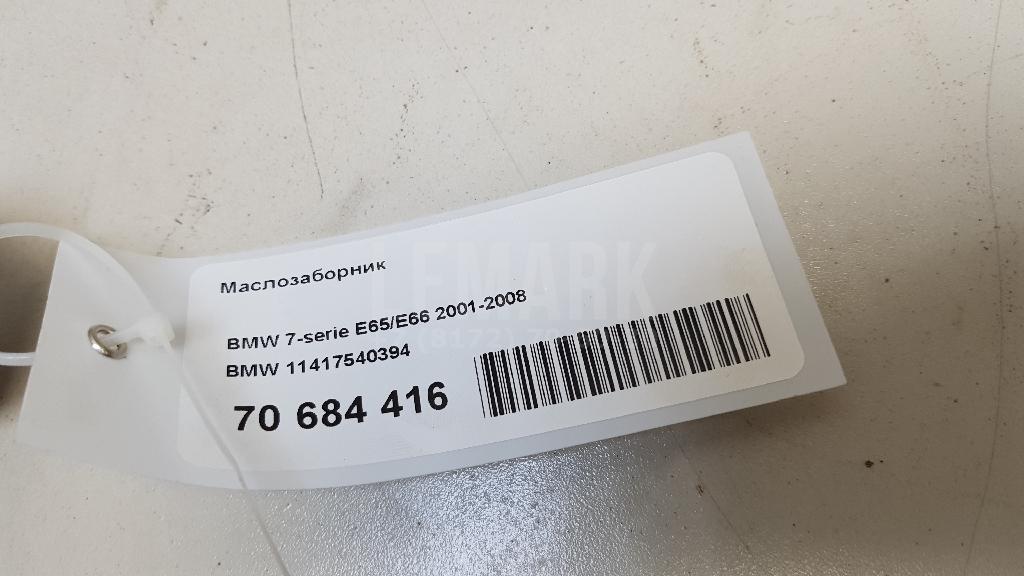 Маслозаборник
LEMARK
BMW 7-serie E65/E66 2001-2008
BMW 11417540394
70 684 416